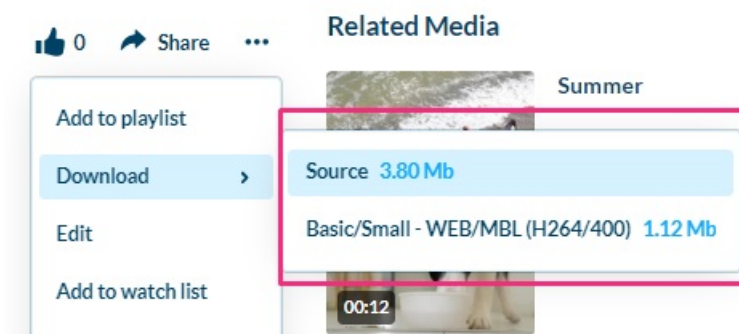 0 Share ...
Related Media
Summer
Add to playlist
Download >
Source 3.80 Mb
Edit
Basic/Small - WEB/MBL (H264/400) 1.12 Mb
Add to watch list
00:12